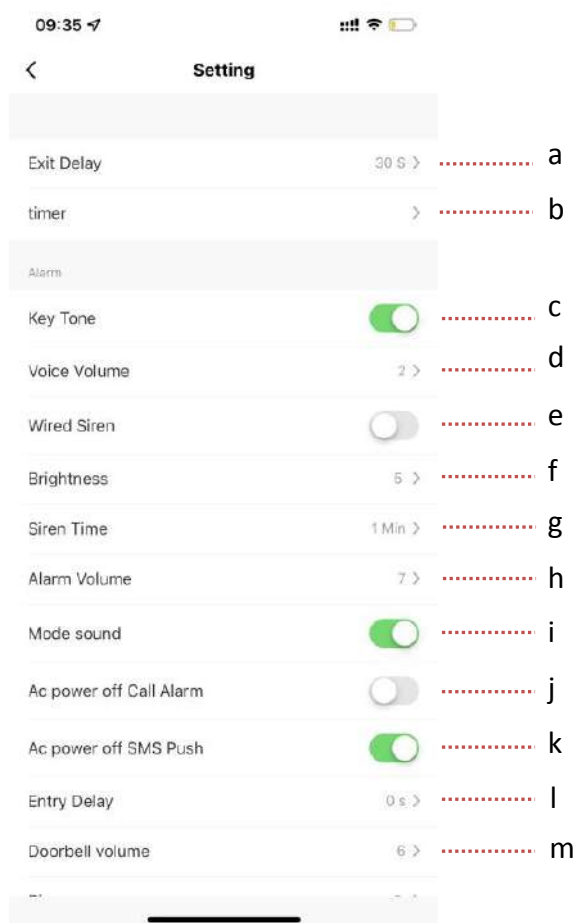 09:35
Setting
Exit Delay 30 S a
timer b
Alarm
Key Tone c
Voice Volume 2 d
Wired Siren e
Brightness 5 f
Siren Time 1 Min g
Alarm Volume 7 h
Mode sound i
Ac power off Call Alarm j
Ac power off SMS Push k
Entry Delay 0 s l
Doorbell volume 6 m